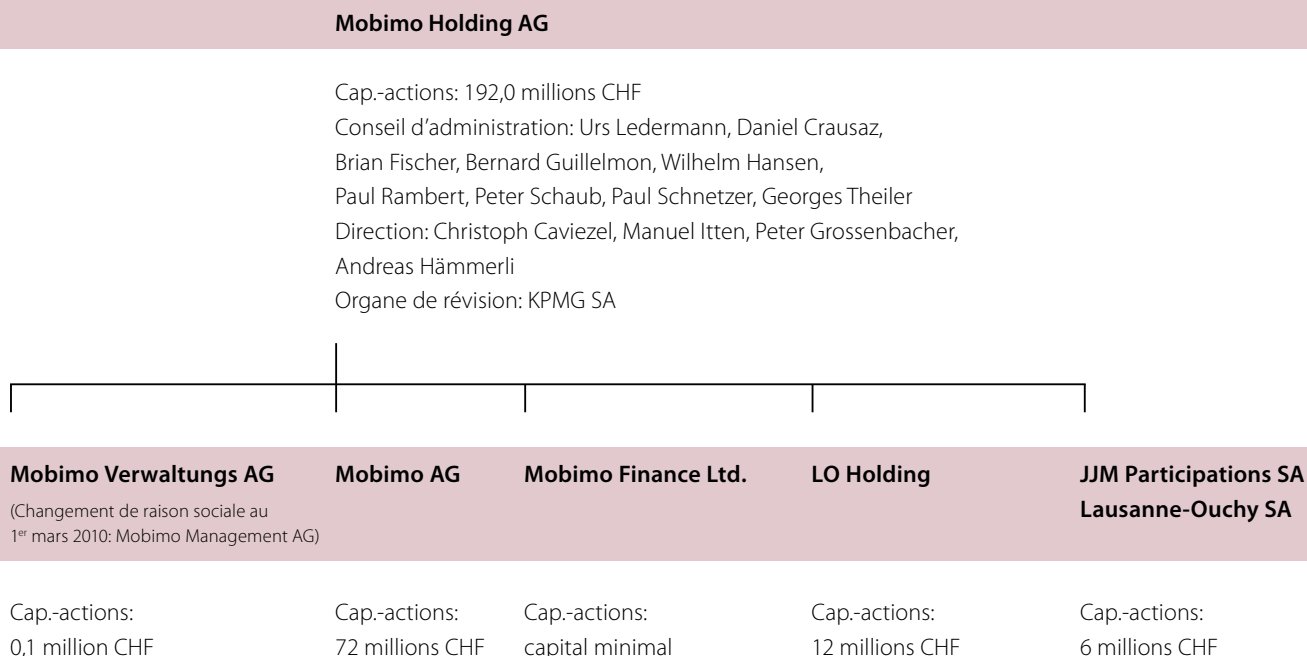 Mobimo Holding AG
Cap.-actions: 192,0 millions CHF
Conseil d'administration: Urs Ledermann, Daniel Crausaz,
Brian Fischer, Bernard Guillelmon, Wilhelm Hansen,
Paul Rambert, Peter Schaub, Paul Schnetzer, Georges Theiler
Direction: Christoph Caviezel, Manuel Itten, Peter Grossenbacher,
Andreas Hämmerli
Organe de révision: KPMG SA
Mobimo Verwaltungs AG
(Changement de raison sociale au
1er mars 2010: Mobimo Management AG)
Cap.-actions:
0,1 million CHF
Mobimo AG
Cap.-actions:
72 millions CHF
Mobimo Finance Ltd.
Cap.-actions:
capital minimal
LO Holding
Cap.-actions:
12 millions CHF
JJM Participations SA
Lausanne-Ouchy SA
Cap.-actions:
6 millions CHF